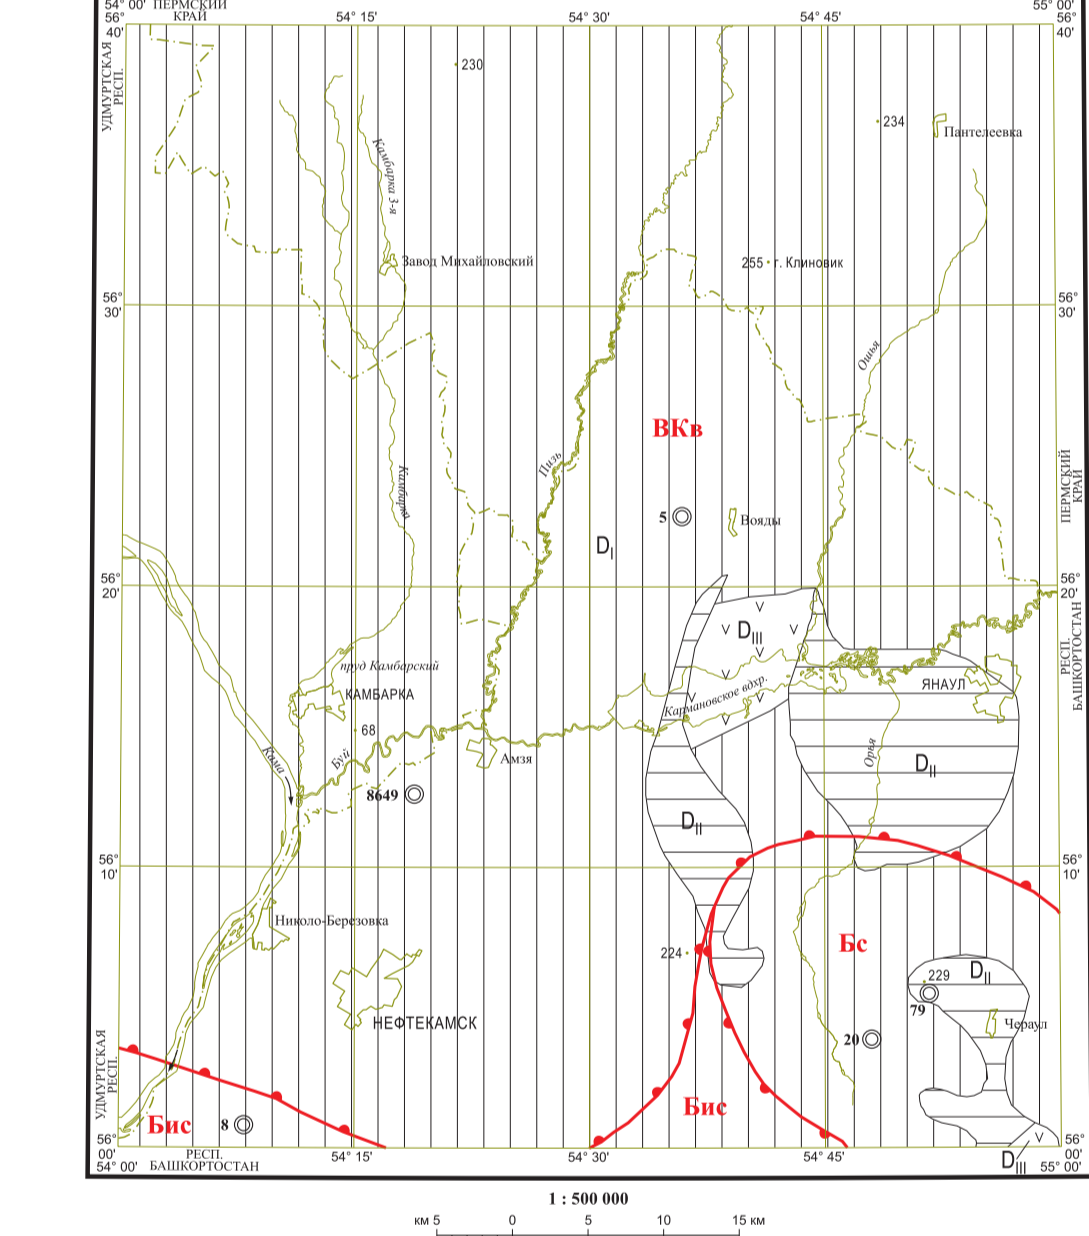 54° 00' ПЕРМСКИЙ
КРАЙ
54° 15'
54° 30'
54° 45'
55° 00'
56°
40'
56°
40'
УДМУРТСКАЯ
РЕСП.
230
234
Пантелеевка
Камбарка 3-я
Завод Михайловский
255 г. Клиновик
56°
30'
56°
30'
Ошья
ВКв
Пизь
Камбарка
ПЕРМСКИЙ
КРАЙ
5
Вояды
DI
56°
20'
56°
20'
DIII
РЕСП.
БАШКОРТОСТАН
пруд Камбарский
КАМБАРКА
Кармановское вдхр.
ЯНАУЛ
68
Кама
Буй
Амзя
Орья
DII
8649
DII
56°
10'
56°
10'
Николо-Березовка
224
Бс
229
DII
79
НЕФТЕКАМСК
Чераул
20
УДМУРТСКАЯ
РЕСП.
Бис
8
Бис
56°
00'
54° 00'
РЕСП.
БАШКОРТОСТАН
54° 15'
54° 30'
54° 45'
DIII
56°
00'
55° 00'
1 : 500 000
км 5
0
5
10
15 км